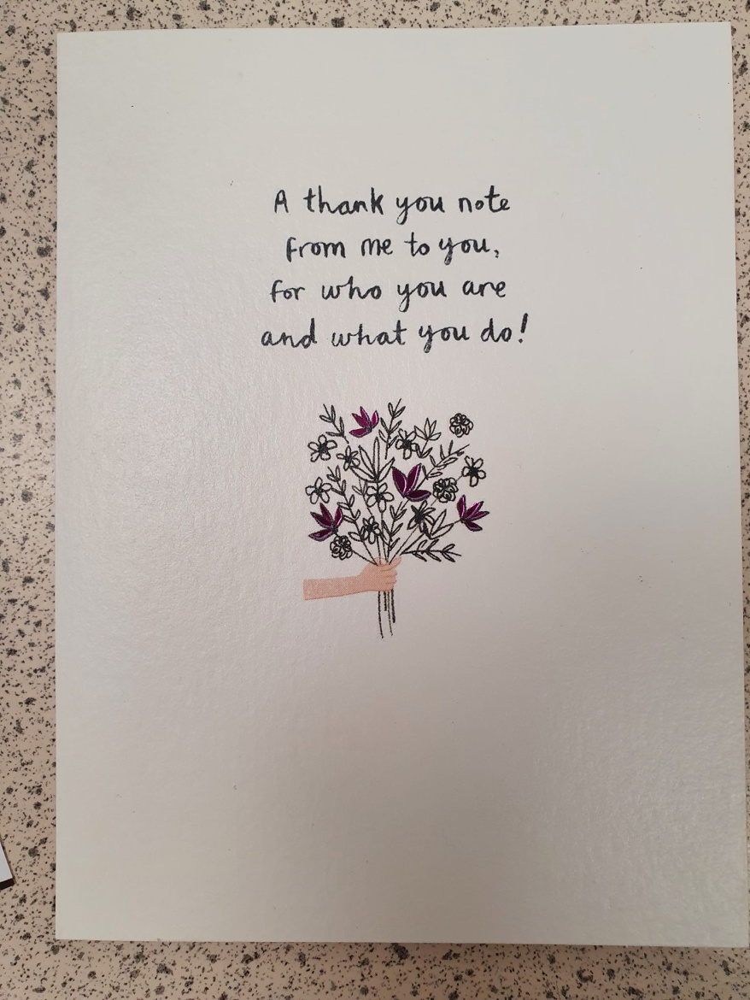 A thank you note
from me to you,
for who you are
and what you do!